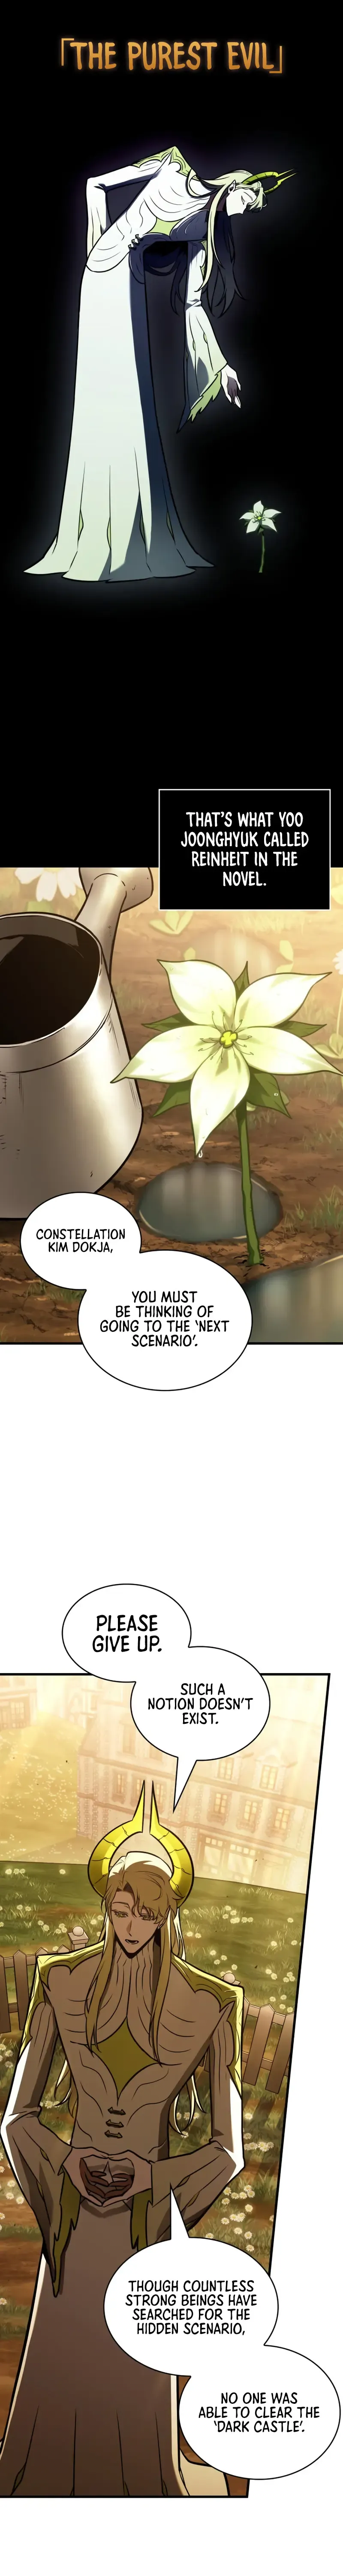 「THE PUREST EVIL」
THAT'S WHAT YOO
JOONGHYUK CALLED
REINHEIT IN THE
NOVEL.
CONSTELLATION
KIM DOKJA,
YOU MUST
BE THINKING OF
GOING TO THE 'NEXT
SCENARIO'.
PLEASE
GIVE UP.
SUCH A
NOTION DOESN'T
EXIST.
THOUGH COUNTLESS
STRONG BEINGS HAVE
SEARCHED FOR THE
HIDDEN SCENARIO,
NO ONE WAS
ABLE TO CLEAR THE
'DARK CASTLE'.